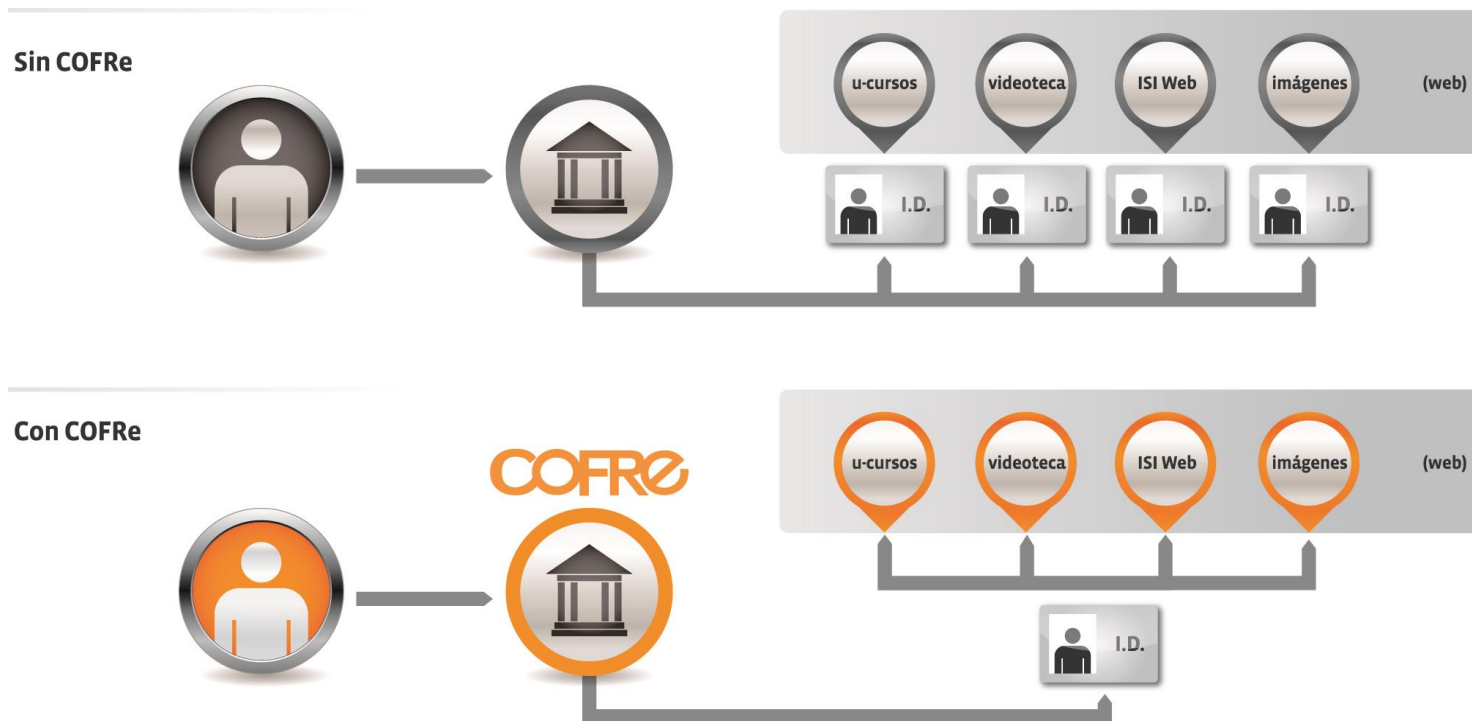 Sin COFRe
u-cursos
videoteca
ISI Web
imágenes
(web)
I.D.
I.D.
I.D.
I.D.
Con COFRe
COFRe
u-cursos
videoteca
ISI Web
imágenes
(web)
I.D.